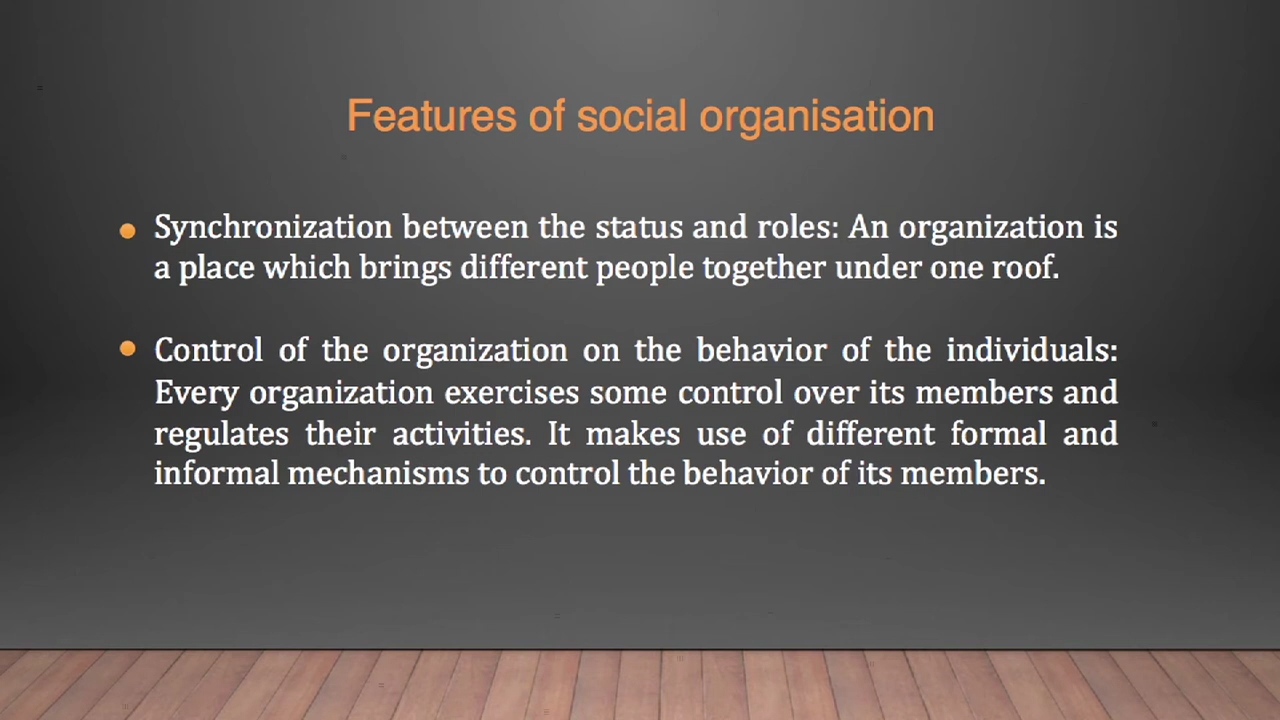 Features of social organisation
Synchronization between the status and roles: An organization is
a place which brings different people together under one roof.
Control of the organization on the behavior of the individuals:
Every organization exercises some control over its members and
regulates their activities. It makes use of different formal and
informal mechanisms to control the behavior of its members.